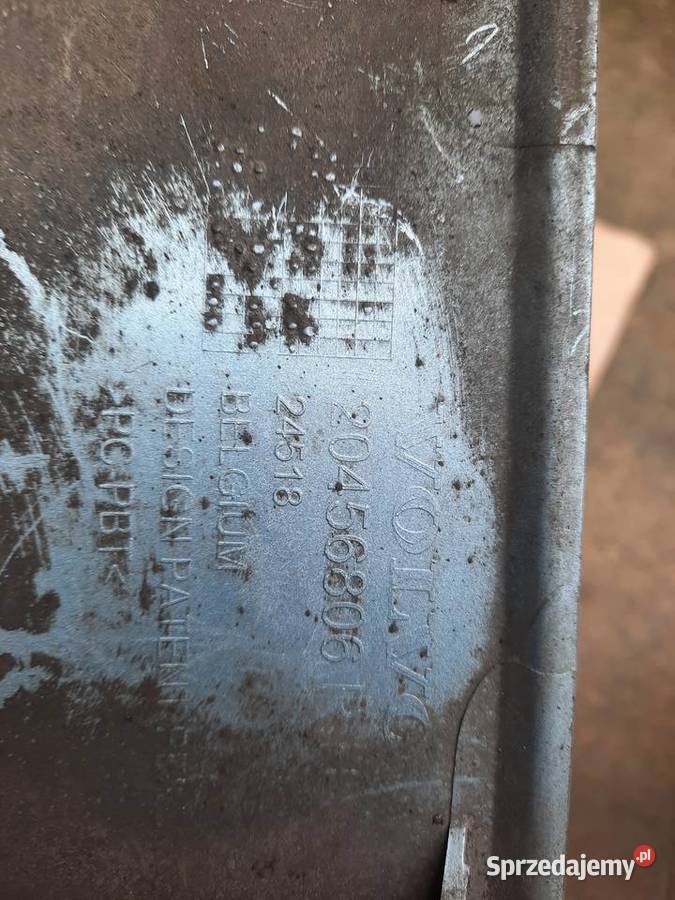 VOLVO
20456806 P
24518
BELGIUM
DESIGN PATENT
>PC PBT<
Sprzedajemy.pl